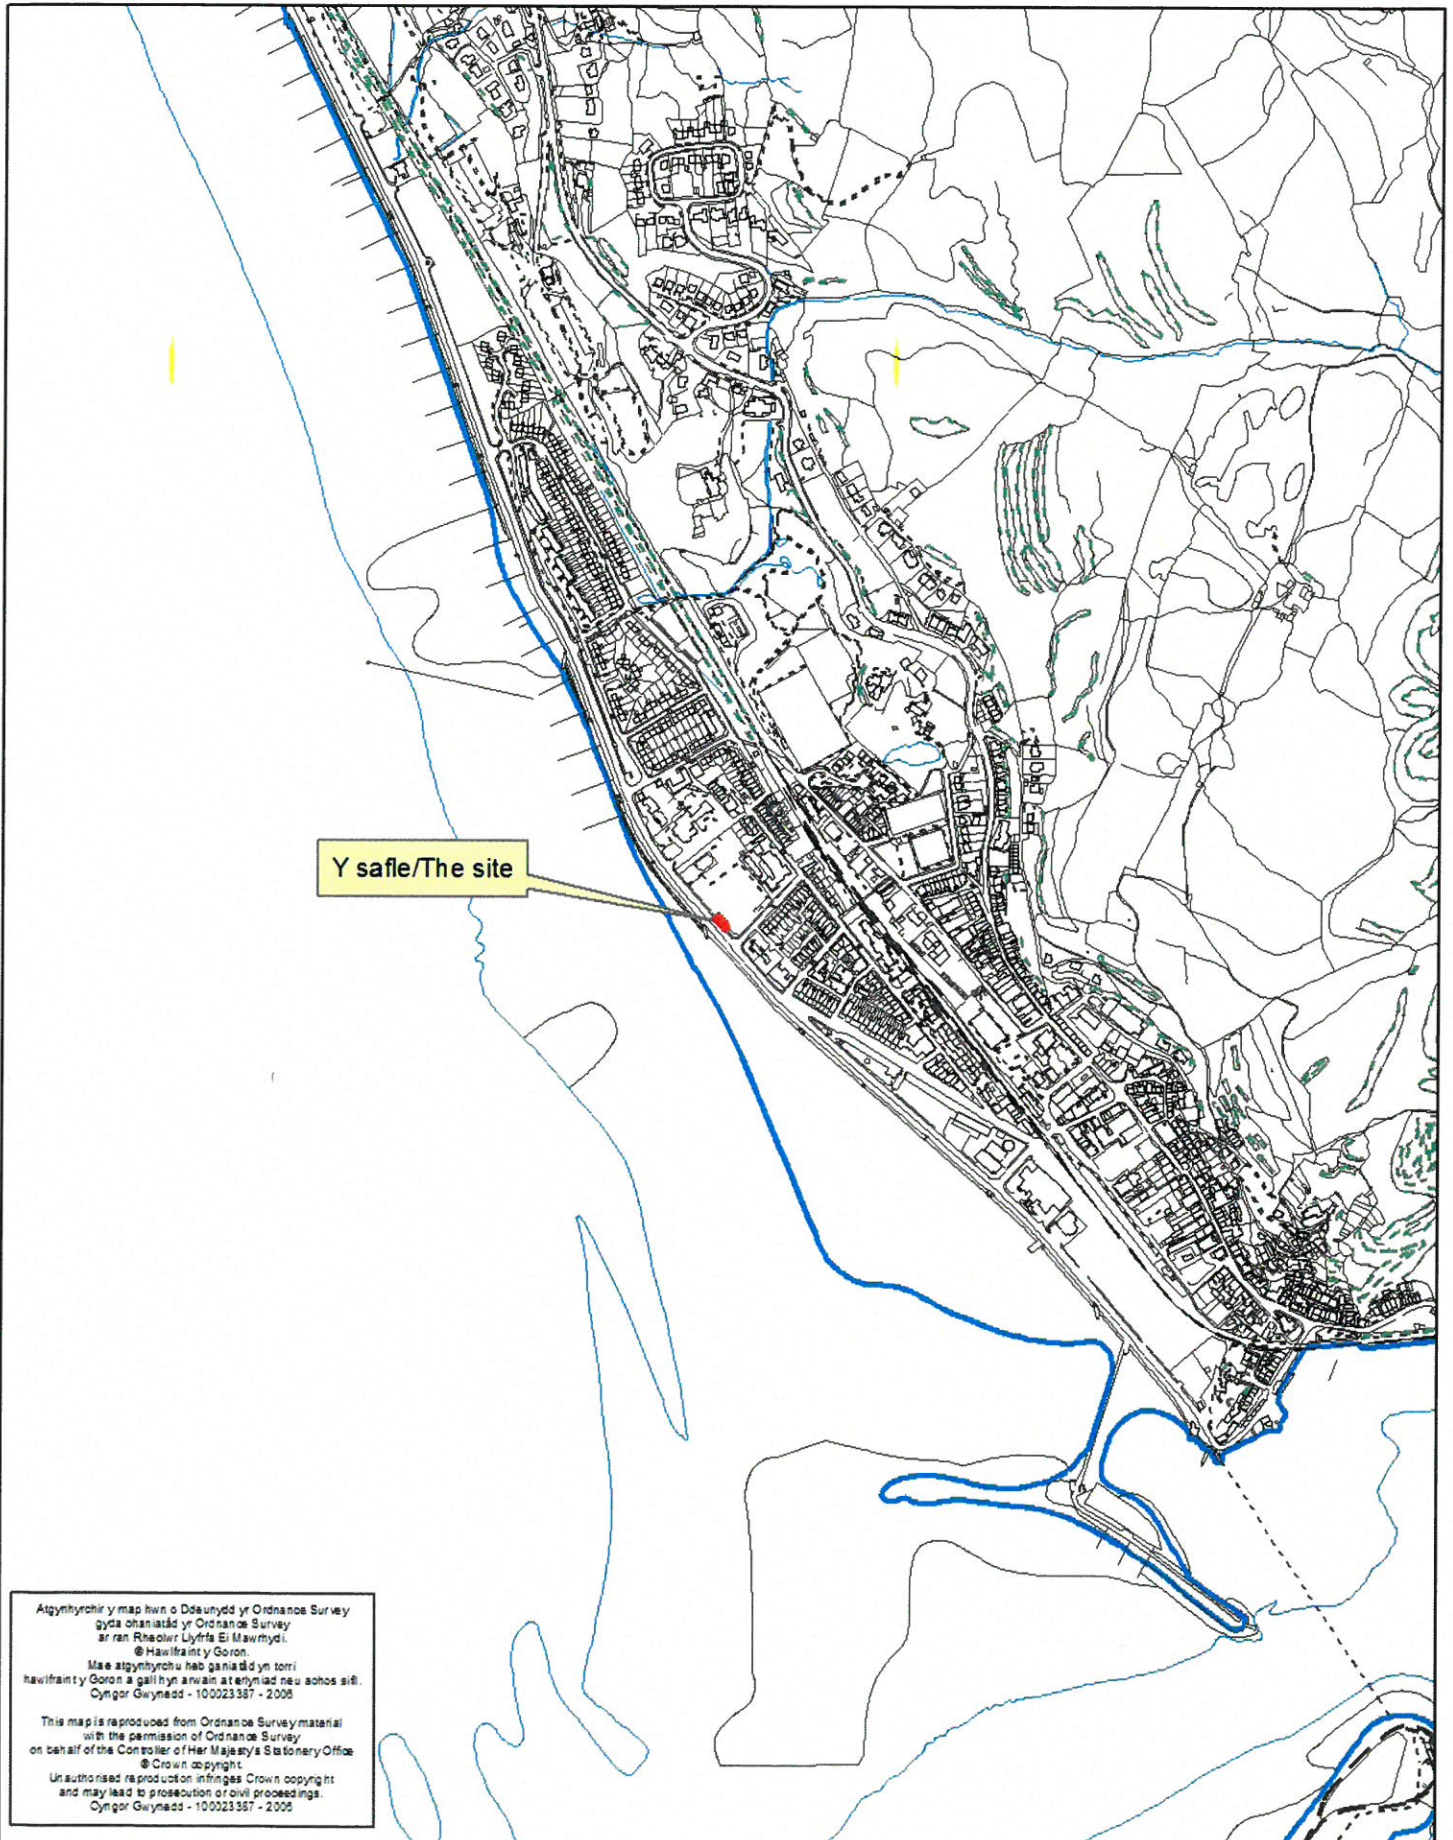 Y safle/The site
Atgynhyrchir y map hwn o Ddeunydd yr Ordnance Survey
gyda chaniatâd yr Ordnance Survey
ar ran Rheolwr Llyfrfa Ei Mawrhydi.
© Hawlfraint y Goron.
Mae atgynhyrchu heb ganiatâd yn torri
hawlfraint y Goron a gall hyn arwain at erlyniad neu achos sifil.
Cyngor Gwynedd - 100023387 - 2006
This map is reproduced from Ordnance Survey material
with the permission of Ordnance Survey
on behalf of the Controller of Her Majesty's Stationery Office
© Crown copyright.
Unauthorised reproduction infringes Crown copyright
and may lead to prosecution or civil proceedings.
Cyngor Gwynedd - 100023387 - 2006